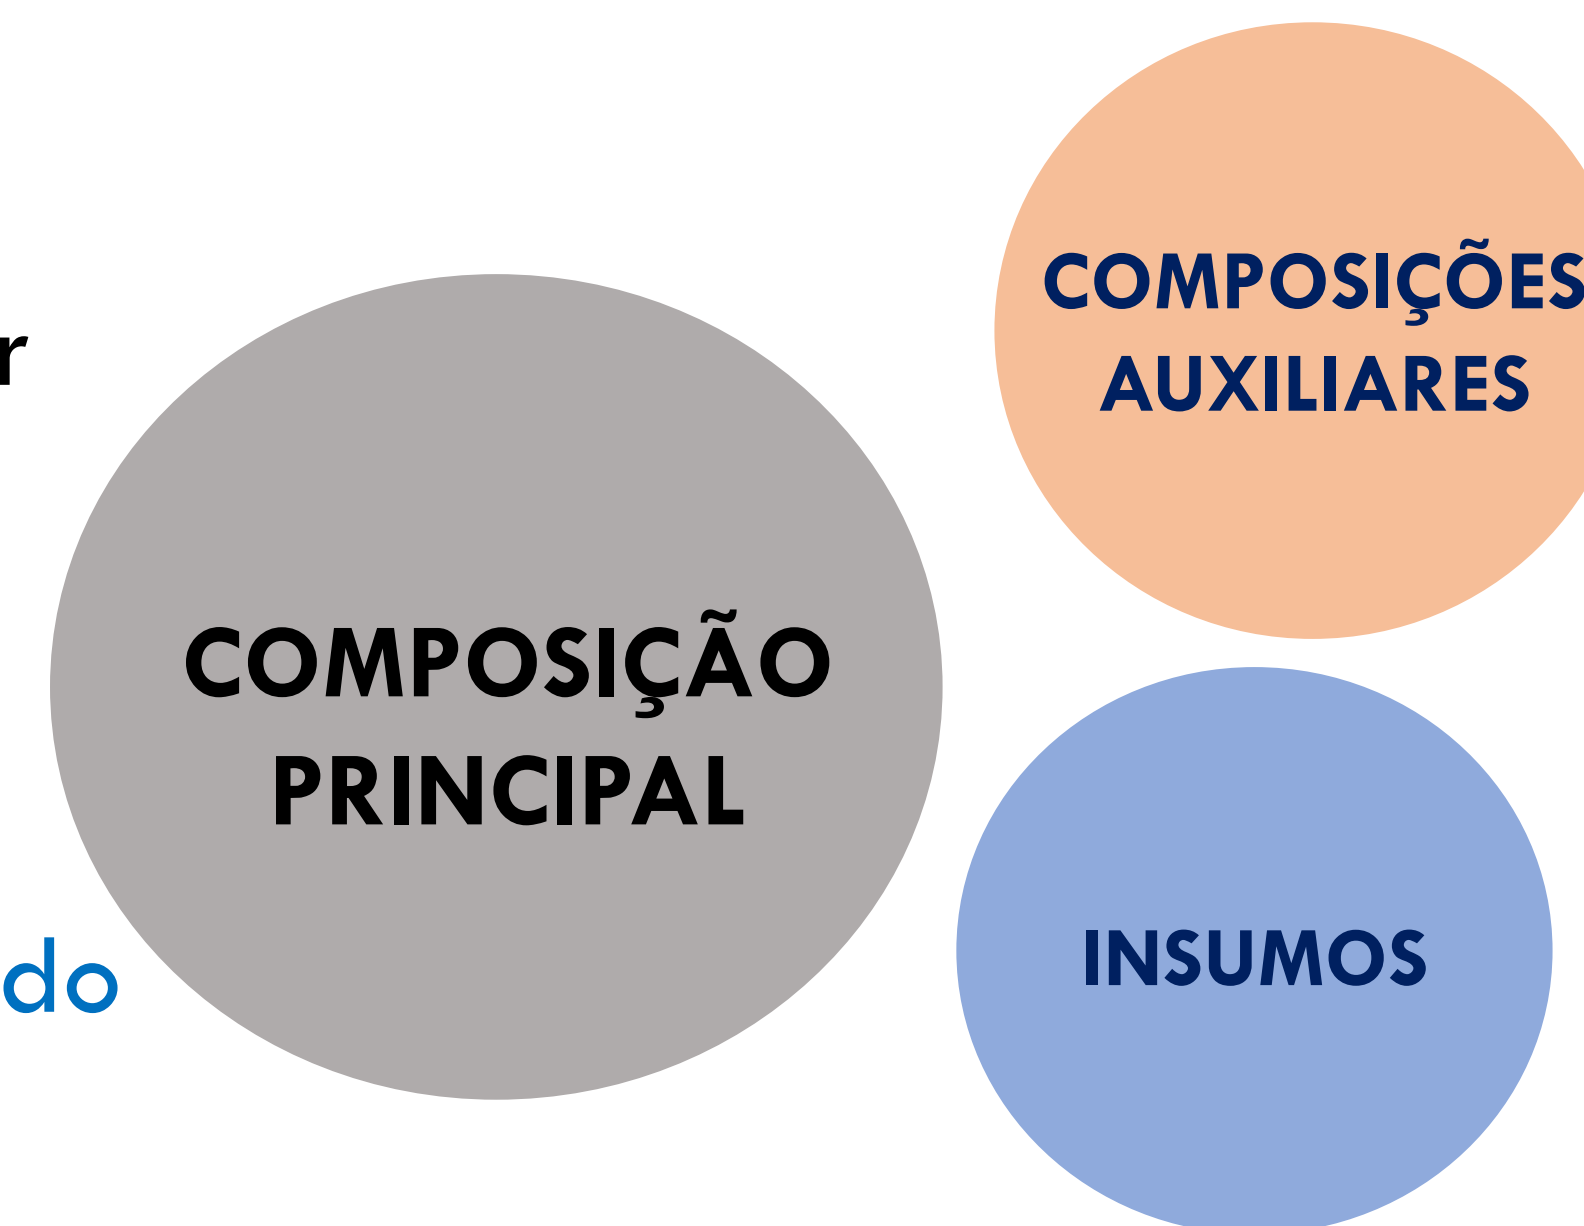 r
do
COMPOSIÇÃO
PRINCIPAL
COMPOSIÇÕES
AUXILIARES
INSUMOS